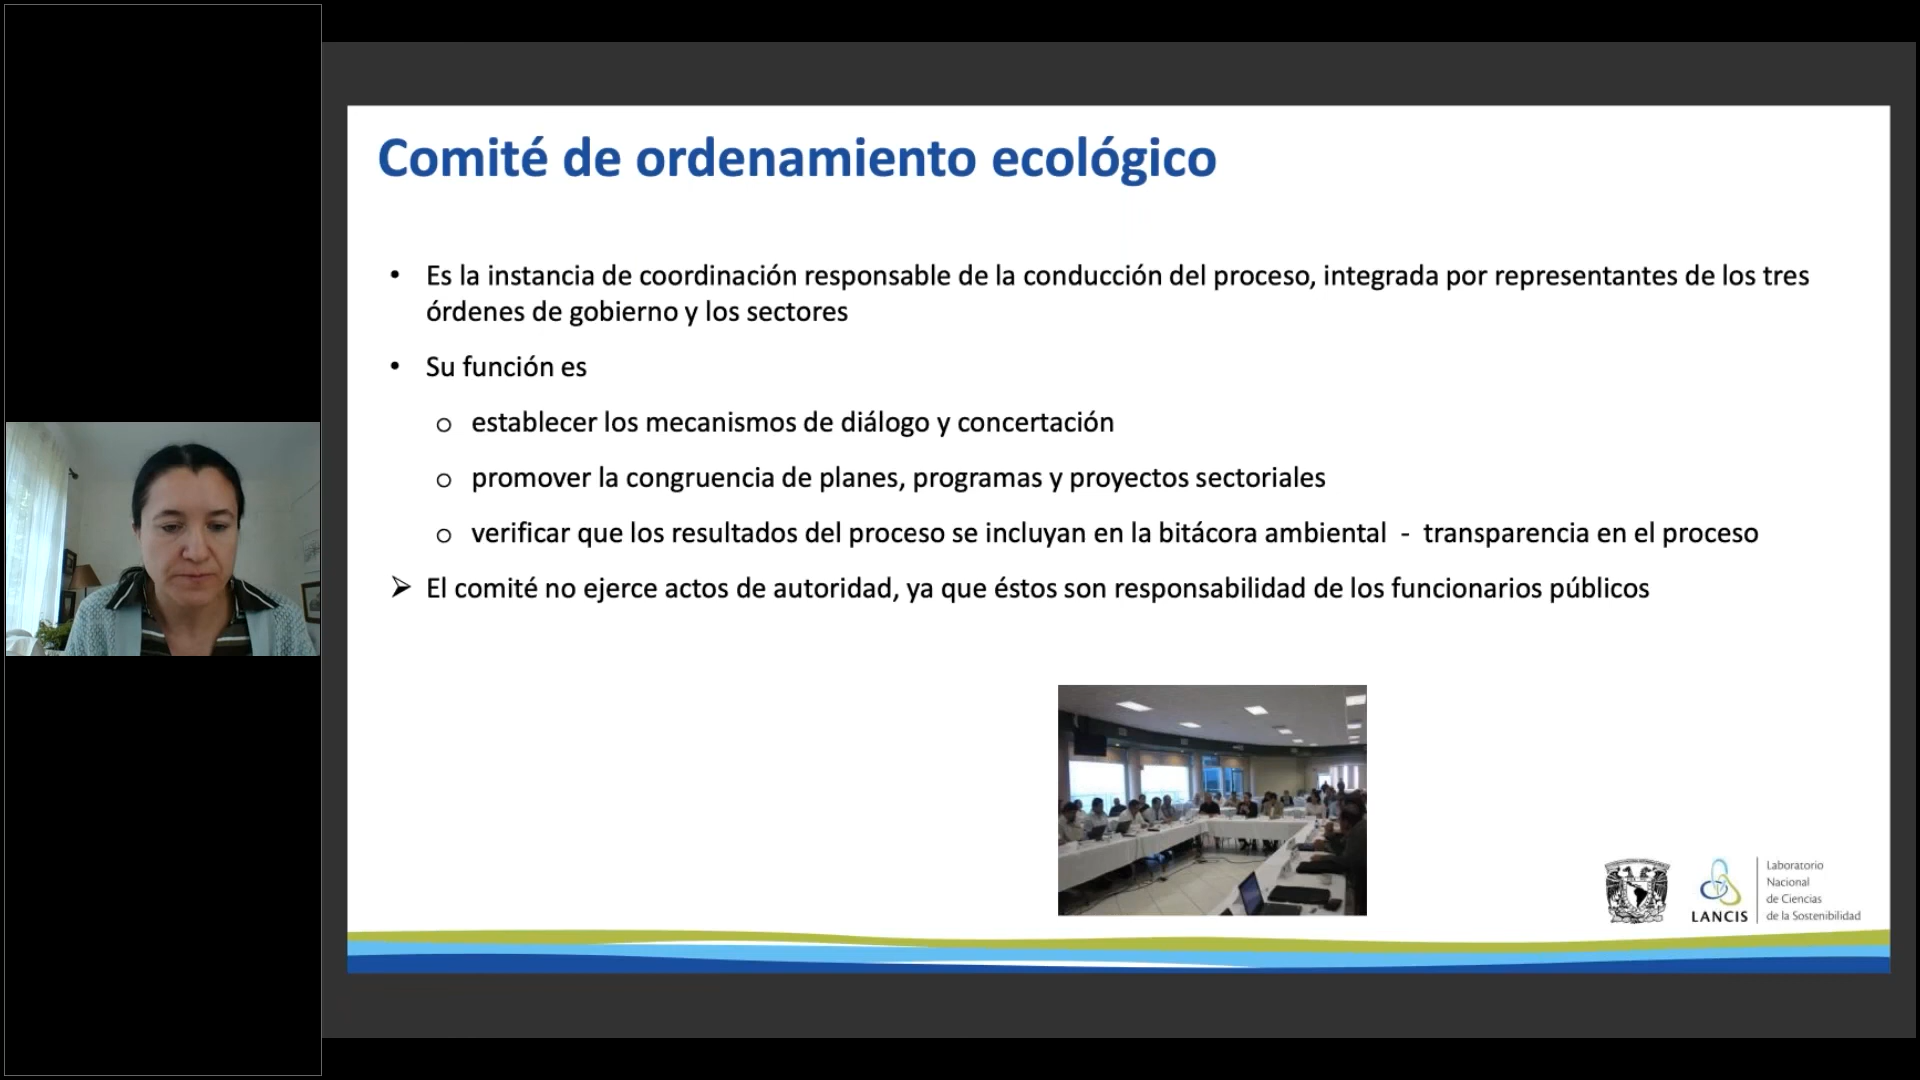 Comité de ordenamiento ecológico
• Es la instancia de coordinación responsable de la conducción del proceso, integrada por representantes de los tres
órdenes de gobierno y los sectores
• Su función es
o establecer los mecanismos de diálogo y concertación
o promover la congruencia de planes, programas y proyectos sectoriales
o verificar que los resultados del proceso se incluyan en la bitácora ambiental - transparencia en el proceso
➢ El comité no ejerce actos de autoridad, ya que éstos son responsabilidad de los funcionarios públicos
LANCIS
Laboratorio
Nacional
de Ciencias
de la Sostenibilidad